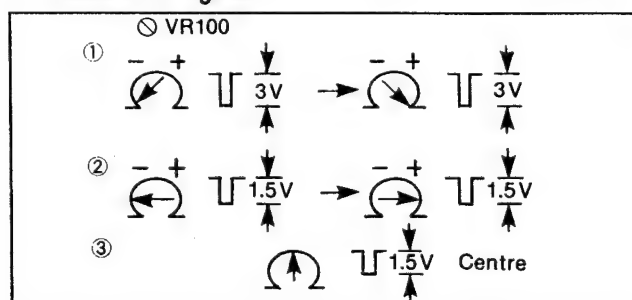 ⃠ VR100
① − + 3V → − + 3V
② − + 1.5V → − + 1.5V
③ 1.5V Centre